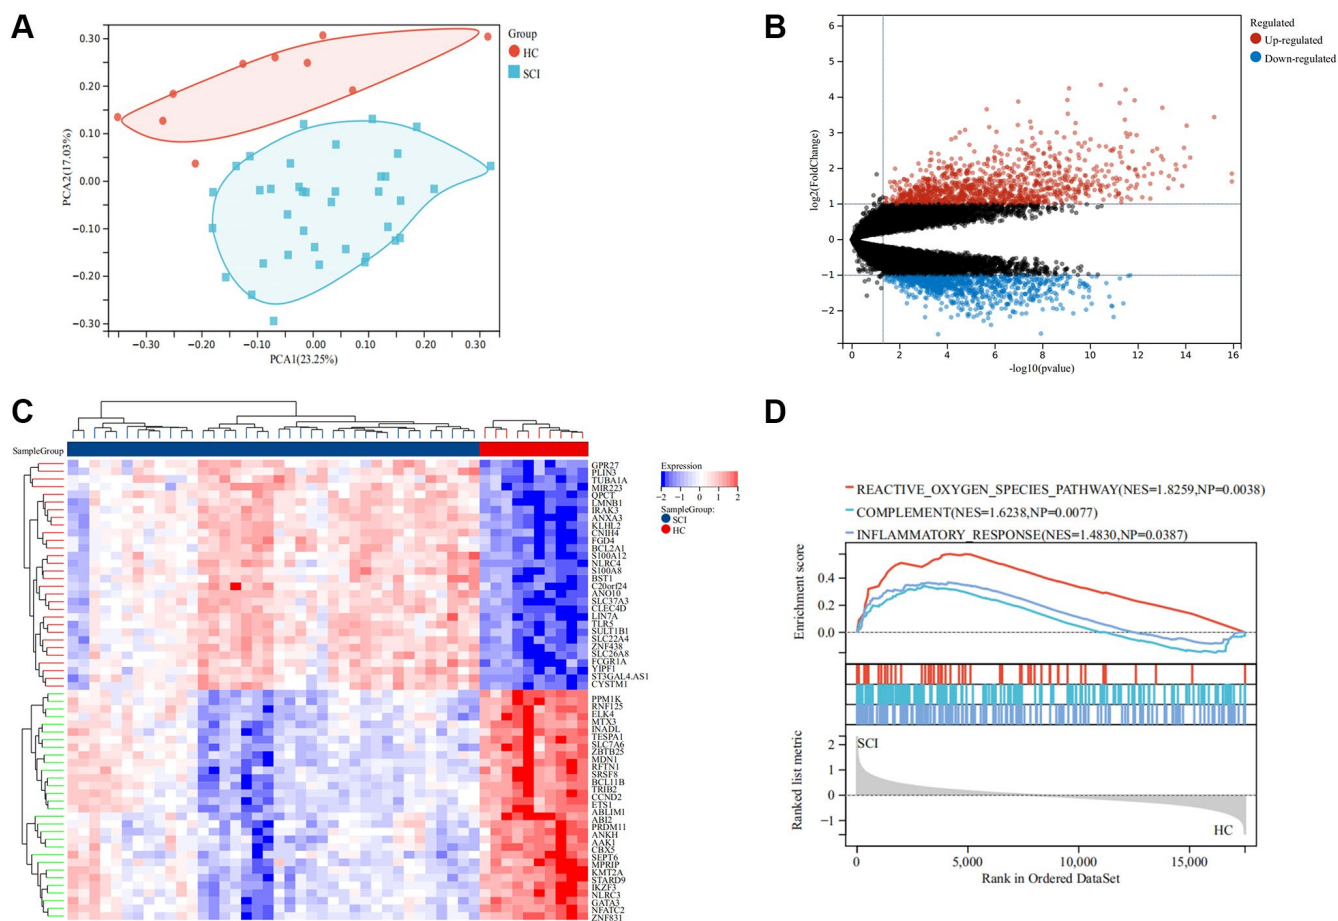 A
Group
HC
SCI
0.30
0.20
0.10
0.00
−0.10
−0.20
−0.30
PCA2(17.03%)
−0.30
−0.20
−0.10
0.00
0.10
0.20
0.30
PCA1(23.25%)
B
Regulated
Up-regulated
Down-regulated
6
5
4
3
2
1
0
−1
−2
log2(FoldChange)
0
2
4
6
8
10
12
14
16
-log10(pvalue)
C
SampleGroup
GPR27
PLIN3
TUBA1A
MIR223
QPCT
LMNB1
IRAK3
ANXA3
KLHL2
CNIH4
FGD4
BCL2A1
S100A12
NLRC4
S100A8
BST1
C20orf24
ANO10
SLC37A3
CLEC4D
LIN7A
TLR5
SULT1B1
SLC22A4
ZNF438
SLC26A8
FCGR1A
YIPF1
ST3GAL4.AS1
CYSTM1
PPM1K
RNF125
ELK4
MTX3
INADL
TESPA1
SLC7A6
ZBTB25
MDN1
RFTN1
SRSF8
BCL11B
TRIB2
CCND2
ETS1
ABLIM1
ABI2
PRDM11
ANKH
AAK1
CBX5
SEPT6
MPRIP
KMT2A
STARD9
IKZF3
NLRC3
GATA3
NFATC2
ZNF831
Expression
−2 −1 0 1 2
SampleGroup:
SCI
HC
D
REACTIVE_OXYGEN_SPECIES_PATHWAY(NES=1.8259,NP=0.0038)
COMPLEMENT(NES=1.6238,NP=0.0077)
INFLAMMATORY_RESPONSE(NES=1.4830,NP=0.0387)
0.4
0.2
0.0
Enrichment score
SCI
HC
2
1
0
−1
Ranked list metric
0
5,000
10,000
15,000
Rank in Ordered DataSet